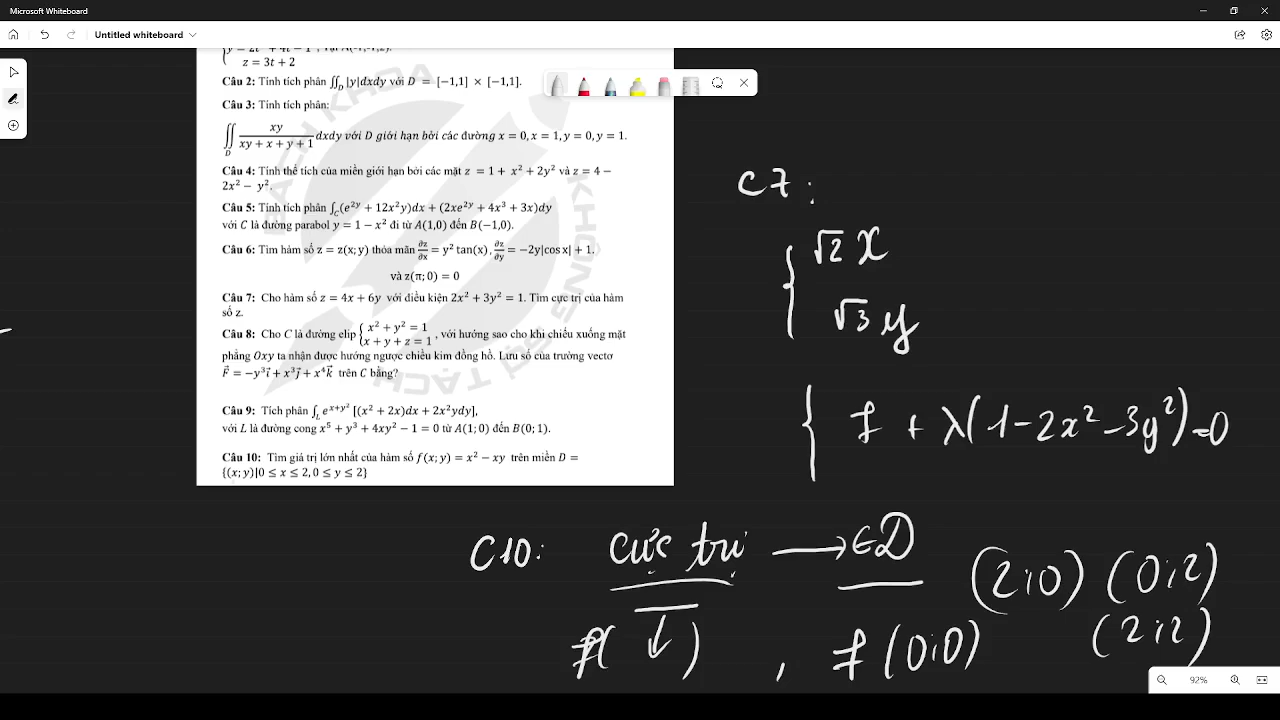 Microsoft Whiteboard
Untitled whiteboard
z = 3t + 2
Câu 2: Tính tích phân ∬_D |y|dxdy với D = [−1,1] × [−1,1].
Câu 3: Tính tích phân:
∬_D xy/(xy + x + y + 1) dxdy với D giới hạn bởi các đường x = 0, x = 1, y = 0, y = 1.
Câu 4: Tính thể tích của miền giới hạn bởi các mặt z = 1 + x² + 2y² và z = 4 −
2x² − y².
Câu 5: Tính tích phân ∫_C(e^{2y} + 12x²y)dx + (2xe^{2y} + 4x³ + 3x)dy
với C là đường parabol y = 1 − x² đi từ A(1,0) đến B(−1,0).
Câu 6: Tìm hàm số z = z(x; y) thỏa mãn ∂z/∂x = y² tan(x), ∂z/∂y = −2y|cos x| + 1.
và z(π; 0) = 0
Câu 7: Cho hàm số z = 4x + 6y với điều kiện 2x² + 3y² = 1. Tìm cực trị của hàm
số z.
Câu 8: Cho C là đường elip { x² + y² = 1
x + y + z = 1 , với hướng sao cho khi chiếu xuống mặt
phẳng Oxy ta nhận được hướng ngược chiều kim đồng hồ. Lưu số của trường vectơ
F⃗ = −y³i⃗ + x³j⃗ + x⁴k⃗ trên C bằng?
Câu 9: Tích phân ∫_L e^{x+y²} [(x² + 2x)dx + 2x²ydy],
với L là đường cong x⁵ + y³ + 4xy² − 1 = 0 từ A(1; 0) đến B(0; 1).
Câu 10: Tìm giá trị lớn nhất của hàm số f(x; y) = x² − xy trên miền D =
{(x; y)|0 ≤ x ≤ 2, 0 ≤ y ≤ 2}
C7:
√2 x
√3 y
f + λ(1 − 2x² − 3y²) = 0
C10: cực trị → ∈ D (2;0) (0;2)
f( ↓ ) , f(0;0) (2;2)
92%